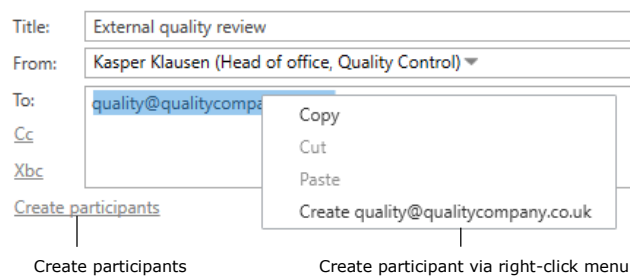 Title: External quality review
From: Kasper Klausen (Head of office, Quality Control)
To: quality@qualitycompa
Copy
Cc
Cut
Xbc
Paste
Create participants
Create quality@qualitycompany.co.uk
Create participants
Create participant via right-click menu